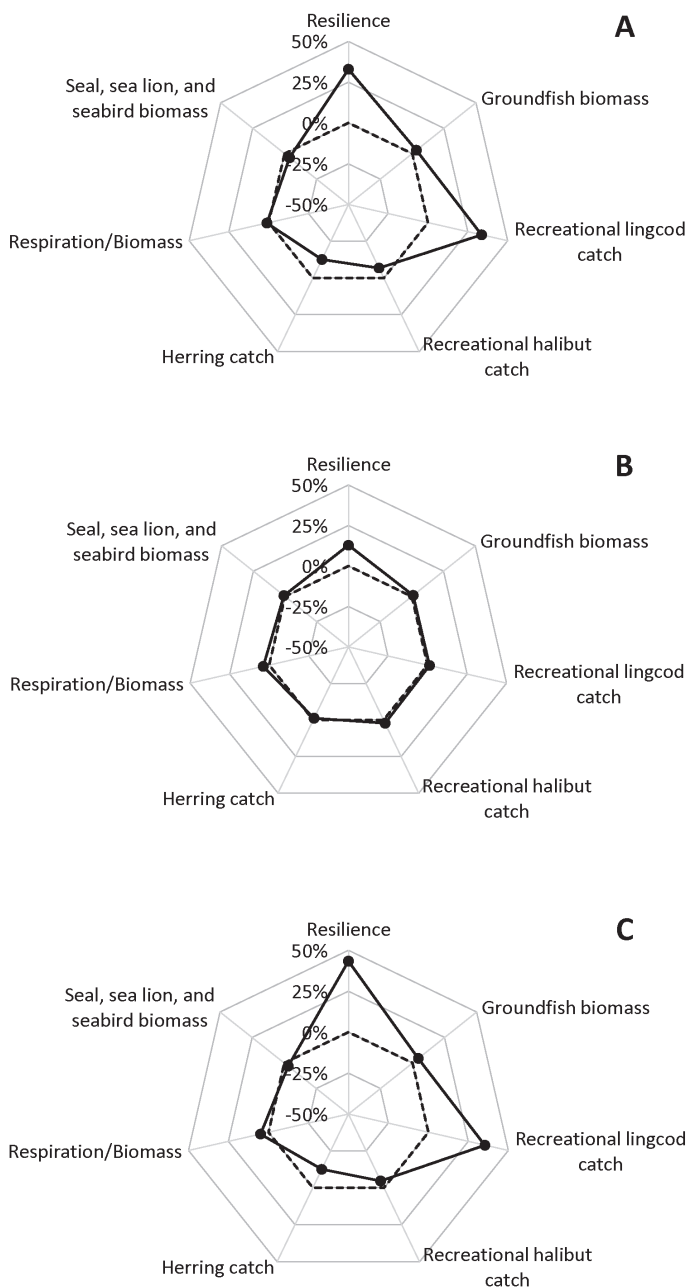 Resilience
A
50%
25%
0%
-25%
-50%
Seal, sea lion, and
seabird biomass
Groundfish biomass
Respiration/Biomass
Recreational lingcod
catch
Herring catch
Recreational halibut
catch
Resilience
B
50%
25%
0%
-25%
-50%
Seal, sea lion, and
seabird biomass
Groundfish biomass
Respiration/Biomass
Recreational lingcod
catch
Herring catch
Recreational halibut
catch
Resilience
C
50%
25%
0%
-25%
-50%
Seal, sea lion, and
seabird biomass
Groundfish biomass
Respiration/Biomass
Recreational lingcod
catch
Herring catch
Recreational halibut
catch